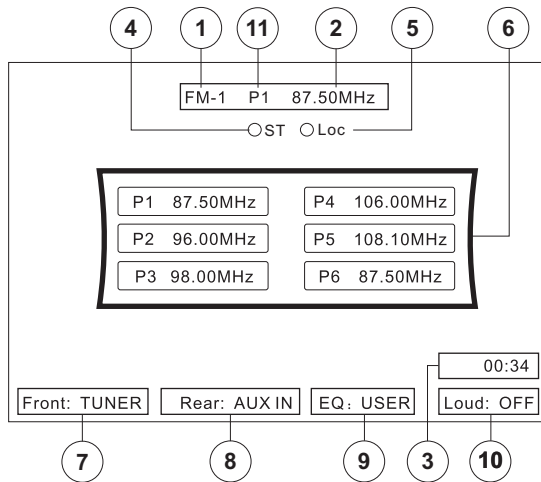 4 1 11 2 5 6
FM-1 P1 87.50MHz
ST Loc
P1 87.50MHz P4 106.00MHz
P2 96.00MHz P5 108.10MHz
P3 98.00MHz P6 87.50MHz
00:34
Front: TUNER Rear: AUX IN EQ: USER Loud: OFF
7 8 9 3 10